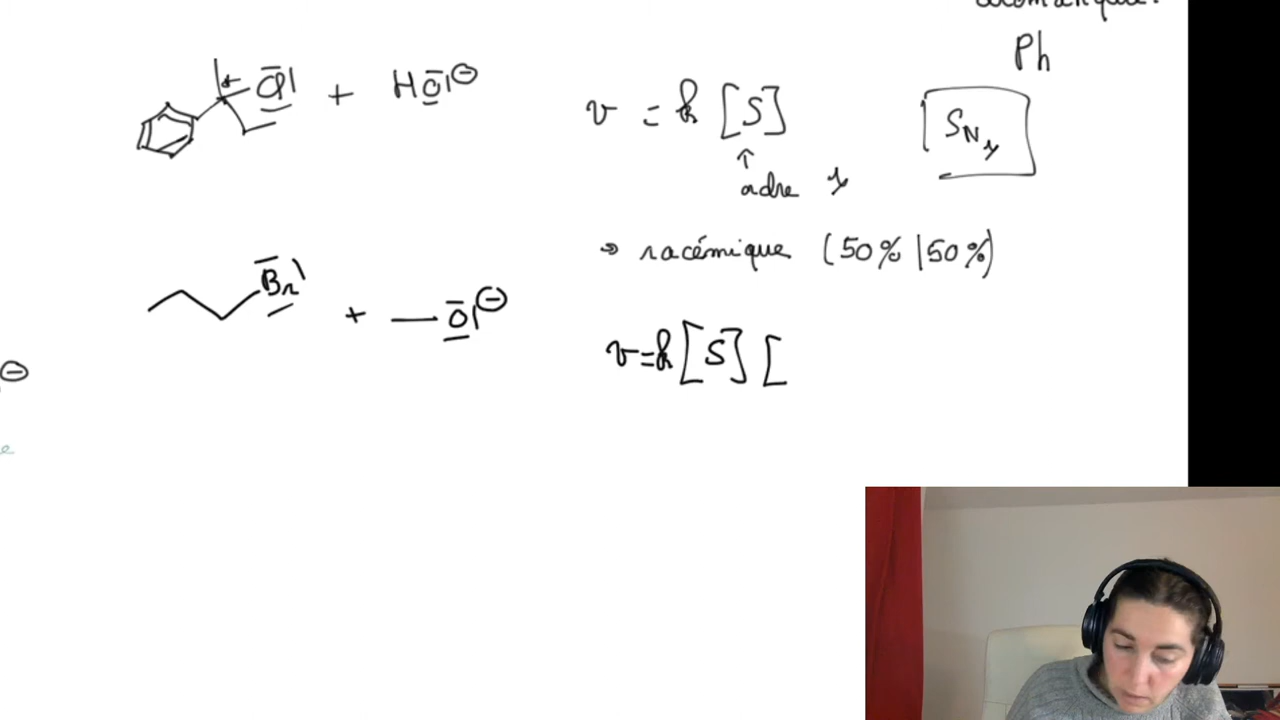 Ph
Cl + HO⊖ v = k [S] SN1
↑
ordre 1
→ racémique (50% | 50%)
Br + — O⊖ v=k[S] [
⊖
e